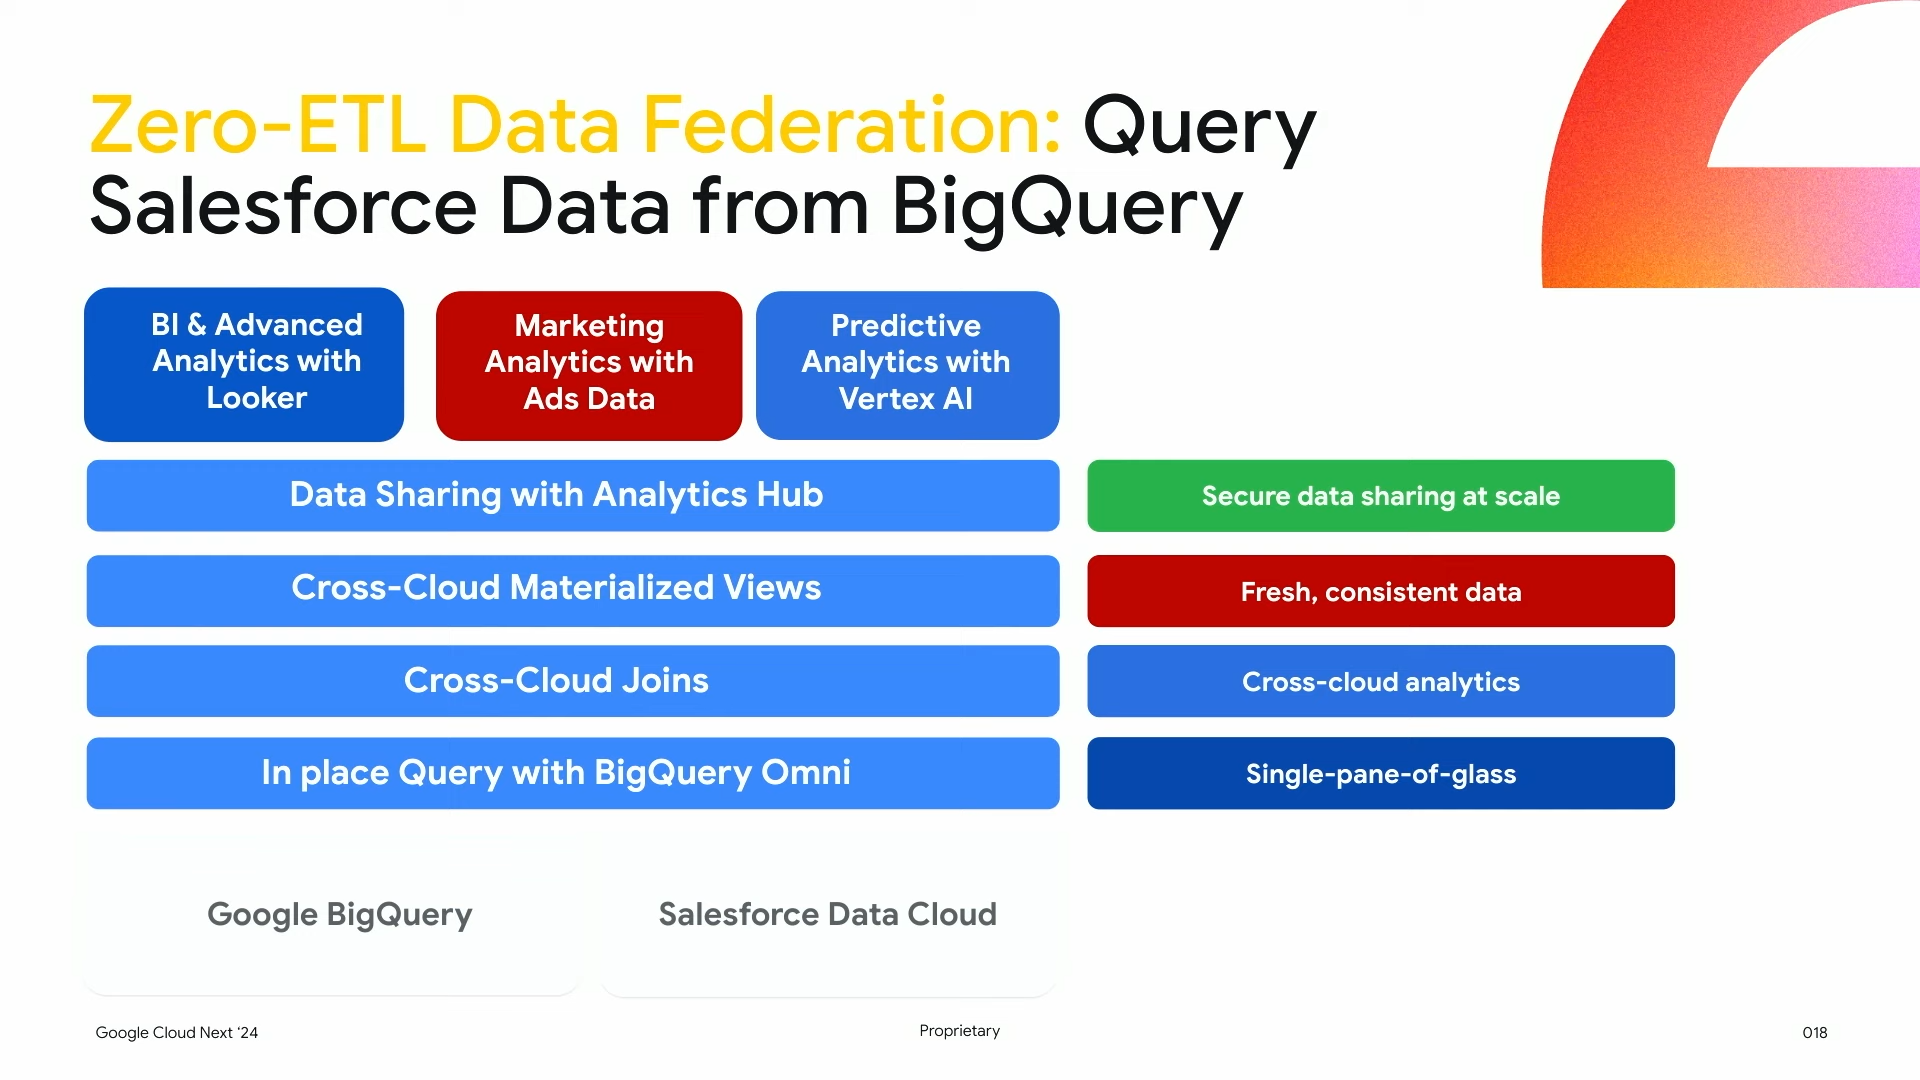 Zero-ETL Data Federation: Query
Salesforce Data from BigQuery
BI & Advanced
Analytics with
Looker
Marketing
Analytics with
Ads Data
Predictive
Analytics with
Vertex AI
Data Sharing with Analytics Hub
Secure data sharing at scale
Cross-Cloud Materialized Views
Fresh, consistent data
Cross-Cloud Joins
Cross-cloud analytics
In place Query with BigQuery Omni
Single-pane-of-glass
Google BigQuery
Salesforce Data Cloud
Google Cloud Next ‘24
Proprietary
018